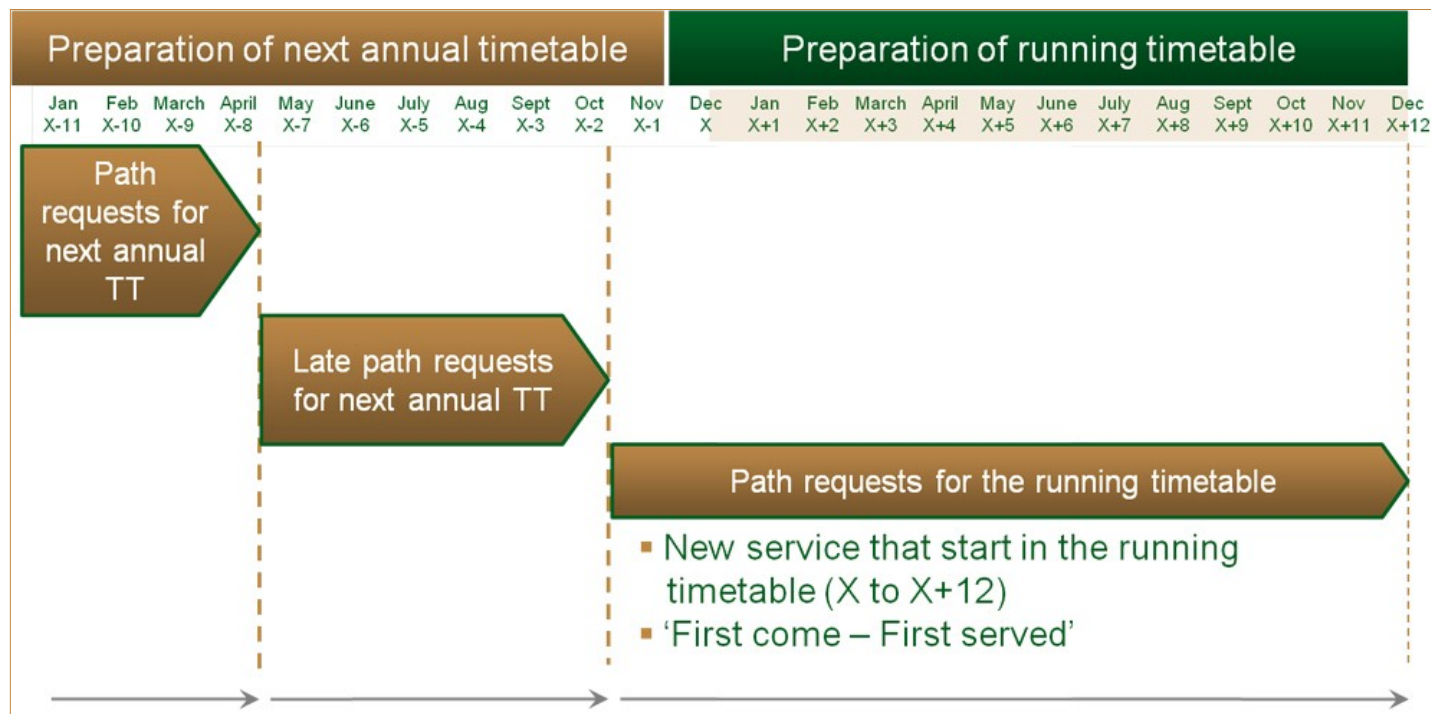 Preparation of next annual timetable
Preparation of running timetable
Jan Feb March April May June July Aug Sept Oct Nov Dec Jan Feb March April May June July Aug Sept Oct Nov Dec
X-11 X-10 X-9 X-8 X-7 X-6 X-5 X-4 X-3 X-2 X-1 X X+1 X+2 X+3 X+4 X+5 X+6 X+7 X+8 X+9 X+10 X+11 X+12
Path
requests for
next annual
TT
Late path requests
for next annual TT
Path requests for the running timetable
▪ New service that start in the running
timetable (X to X+12)
▪ ‘First come – First served’